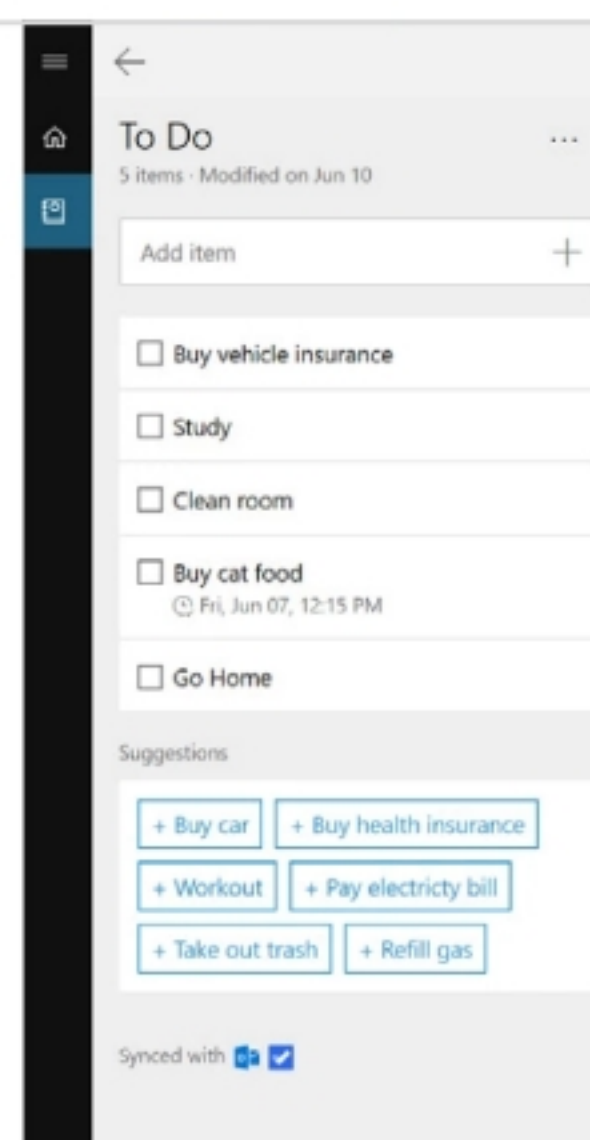 To Do
...
5 items · Modified on Jun 10
Add item
Buy vehicle insurance
Study
Clean room
Buy cat food
Fri, Jun 07, 12:15 PM
Go Home
Suggestions
+ Buy car + Buy health insurance
+ Workout + Pay electricty bill
+ Take out trash + Refill gas
Synced with